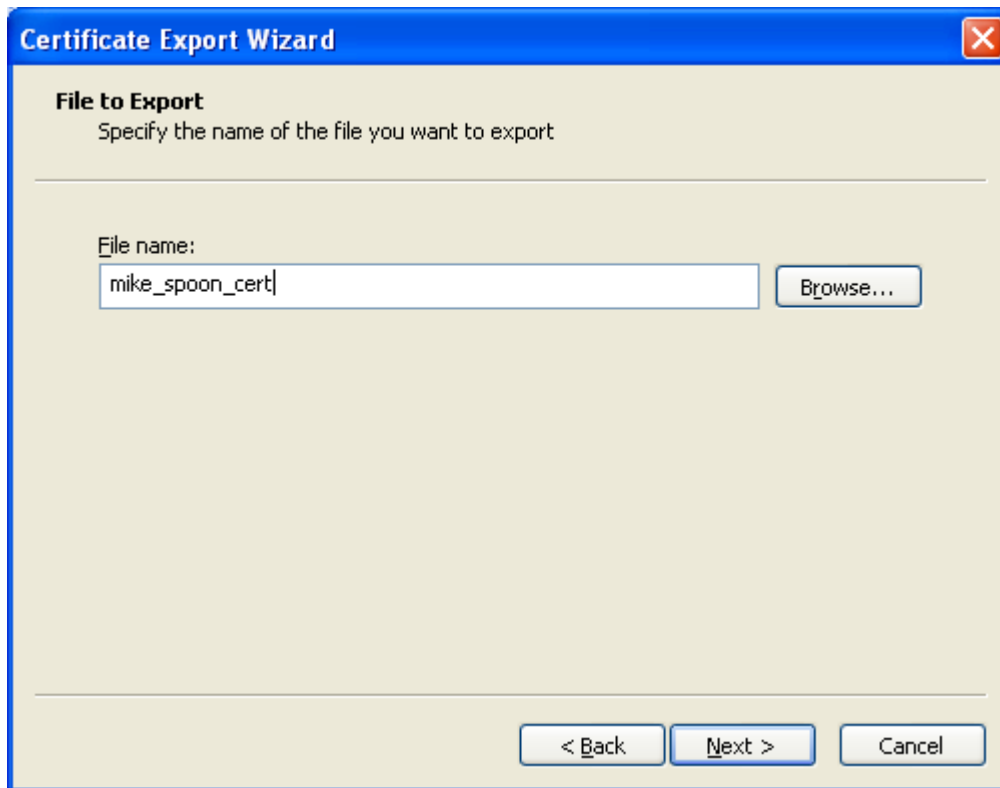 Certificate Export Wizard
File to Export
Specify the name of the file you want to export
File name:
mike_spoon_cert
Browse...
< Back
Next >
Cancel